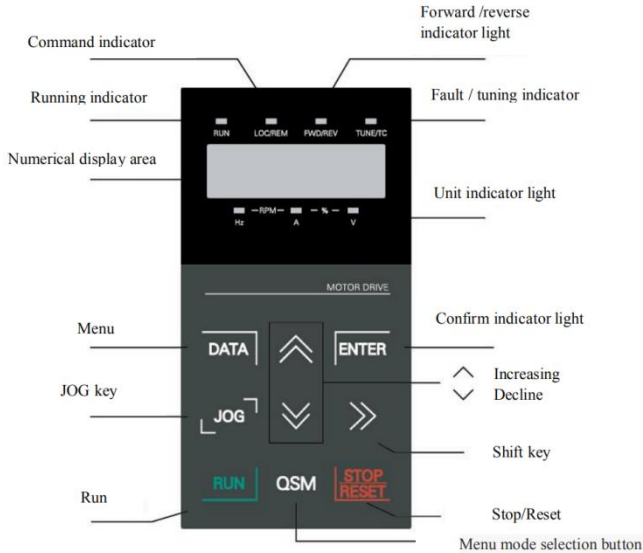 Forward /reverse
indicator light
Command indicator
Running indicator
Fault / tuning indicator
RUN LOC/REM FWD/REV TUNE/TC
Numerical display area
Unit indicator light
RPM %
Hz A V
MOTOR DRIVE
Menu
Confirm indicator light
DATA ENTER
Increasing
Decline
JOG key
JOG
Shift key
RUN QSM STOP
RESET
Run
Stop/Reset
Menu mode selection button